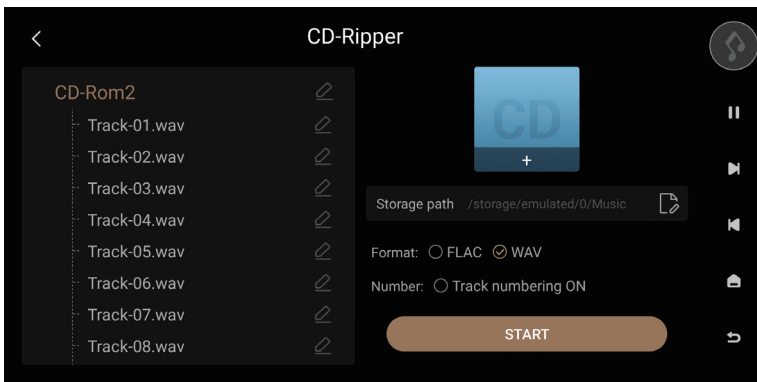 CD-Ripper
CD-Rom2
Track-01.wav
Track-02.wav
Track-03.wav
Track-04.wav
Track-05.wav
Track-06.wav
Track-07.wav
Track-08.wav
CD
+
Storage path /storage/emulated/0/Music
Format: FLAC WAV
Number: Track numbering ON
START